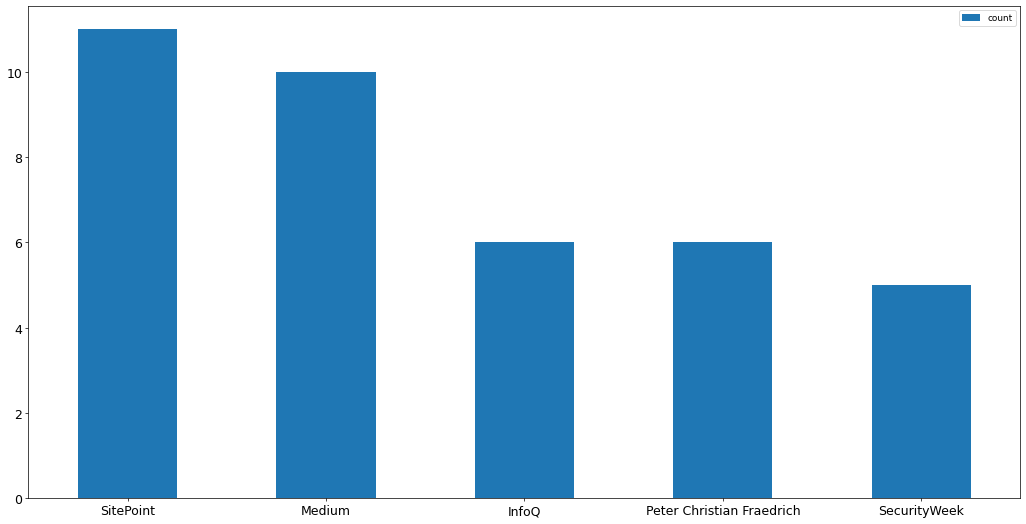 count
10
8
6
4
2
0
SitePoint
Medium
InfoQ
Peter Christian Fraedrich
SecurityWeek